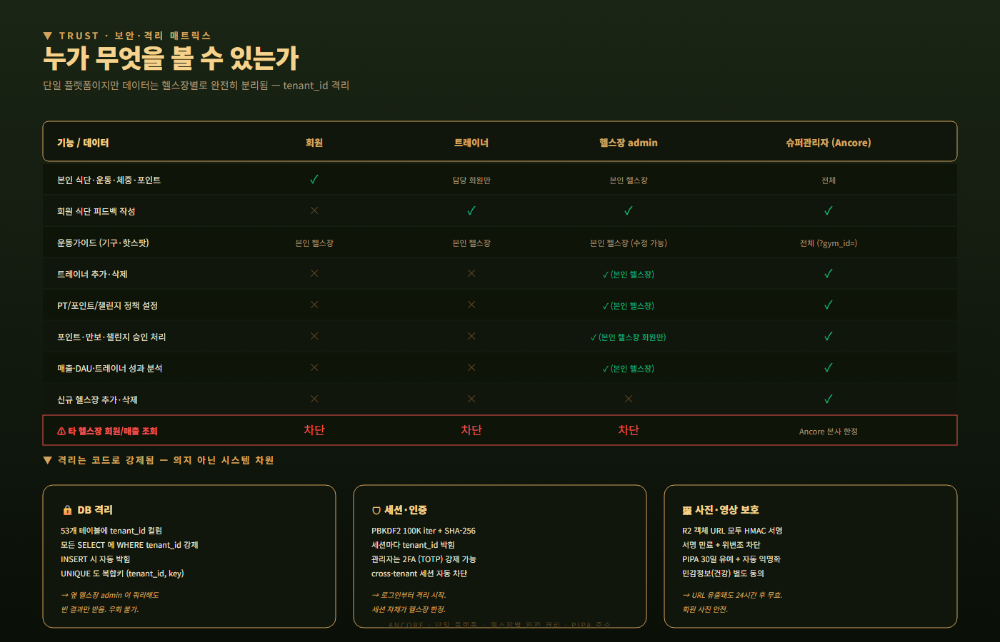 ▼ TRUST · 보안·격리 매트릭스
누가 무엇을 볼 수 있는가
단일 플랫폼이지만 데이터는 헬스장별로 완전히 분리됨 — tenant_id 격리
기능 / 데이터 회원 트레이너 헬스장 admin 슈퍼관리자 (Ancore)
본인 식단·운동·체중·포인트 ✓ 담당 회원만 본인 헬스장 전체
회원 식단 피드백 작성 ✕ ✓ ✓ ✓
운동가이드 (기구·핫스팟) 본인 헬스장 본인 헬스장 본인 헬스장 (수정 가능) 전체 (?gym_id=)
트레이너 추가·삭제 ✕ ✕ ✓ (본인 헬스장) ✓
PT/포인트/챌린지 정책 설정 ✕ ✕ ✓ (본인 헬스장) ✓
포인트·만보·챌린지 승인 처리 ✕ ✕ ✓ (본인 헬스장 회원만) ✓
매출·DAU·트레이너 성과 분석 ✕ ✕ ✓ (본인 헬스장) ✓
신규 헬스장 추가·삭제 ✕ ✕ ✕ ✓
⚠ 타 헬스장 회원/매출 조회 차단 차단 차단 Ancore 본사 한정
▼ 격리는 코드로 강제됨 — 의지 아닌 시스템 차원
🔒 DB 격리
53개 테이블에 tenant_id 컬럼
모든 SELECT 에 WHERE tenant_id 강제
INSERT 시 자동 박힘
UNIQUE 도 복합키 (tenant_id, key)
→ 옆 헬스장 admin 이 쿼리해도
빈 결과만 받음. 우회 불가.
🛡 세션·인증
PBKDF2 100K iter + SHA-256
세션마다 tenant_id 박힘
관리자는 2FA (TOTP) 강제 가능
cross-tenant 세션 자동 차단
→ 로그인부터 격리 시작.
세션 자체가 헬스장 한정.
🖼 사진·영상 보호
R2 객체 URL 모두 HMAC 서명
서명 만료 + 위변조 차단
PIPA 30일 유예 + 자동 익명화
민감정보(건강) 별도 동의
→ URL 유출돼도 24시간 후 무효.
회원 사진 안전.
ANCORE · 단일 플랫폼 · 헬스장별 완전 격리 · PIPA 준수